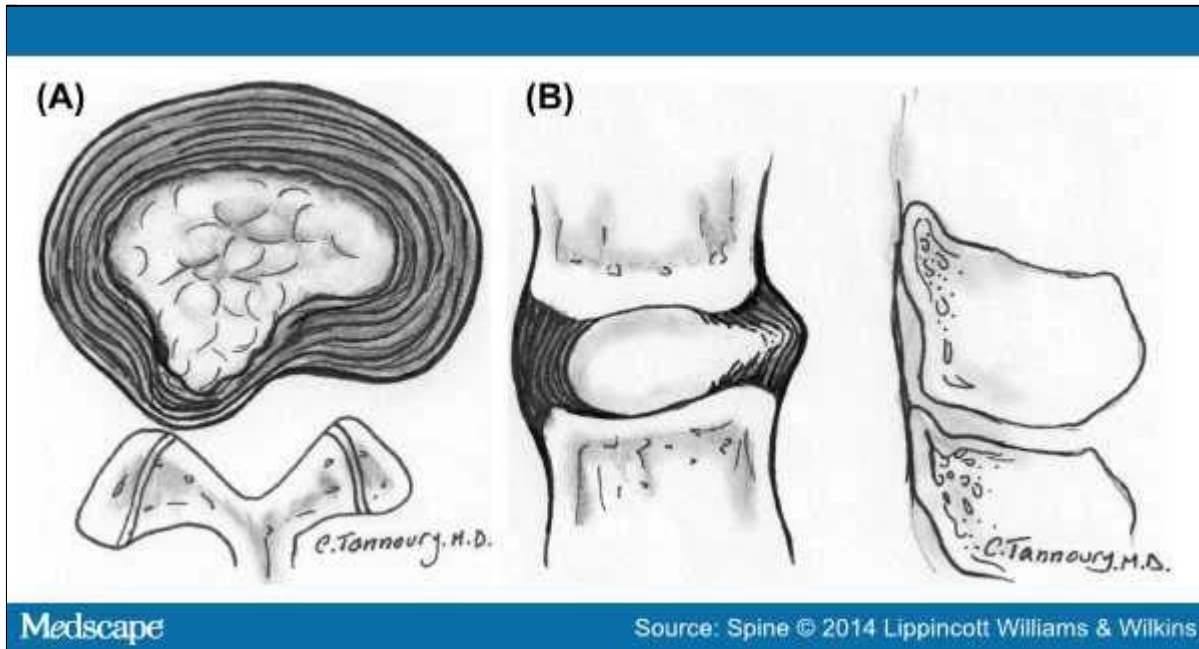 (A)
(B)
C.Tannoury.M.D.
C.Tannoury.M.D.
Medscape
Source: Spine © 2014 Lippincott Williams & Wilkins